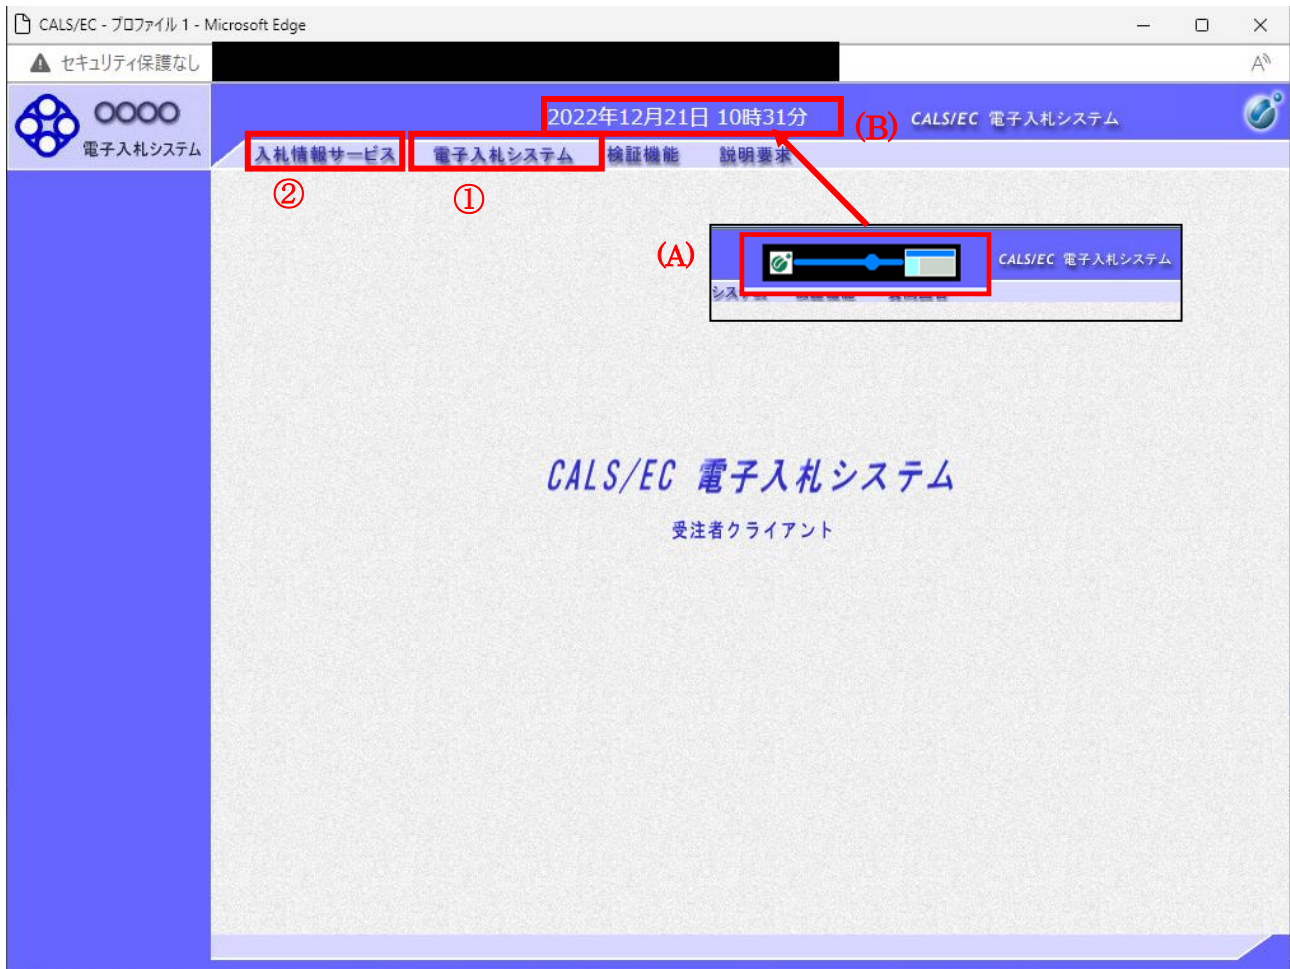 CALS/EC - プロファイル 1 - Microsoft Edge
セキュリティ保護なし
○○○○
電子入札システム
2022年12月21日 10時31分
(B)
CALS/EC 電子入札システム
入札情報サービス
電子入札システム
検証機能
説明要求
②
①
(A)
CALS/EC 電子入札システム
システム
CALS/EC 電子入札システム
受注者クライアント